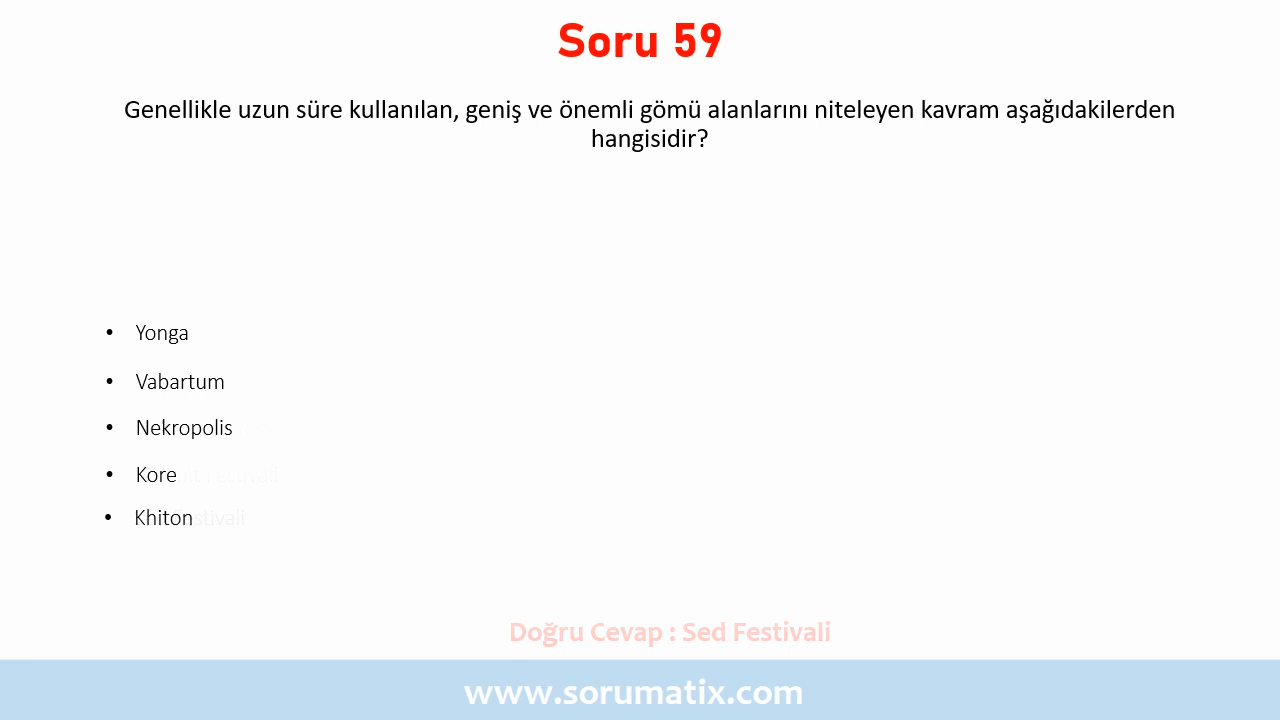 Soru 59
Genellikle uzun süre kullanılan, geniş ve önemli gömü alanlarını niteleyen kavram aşağıdakilerden
hangisidir?
• Yonga
• Vabartum
• Nekropolis
• Kore
• Khiton
Doğru Cevap : Sed Festivali
www.sorumatix.com